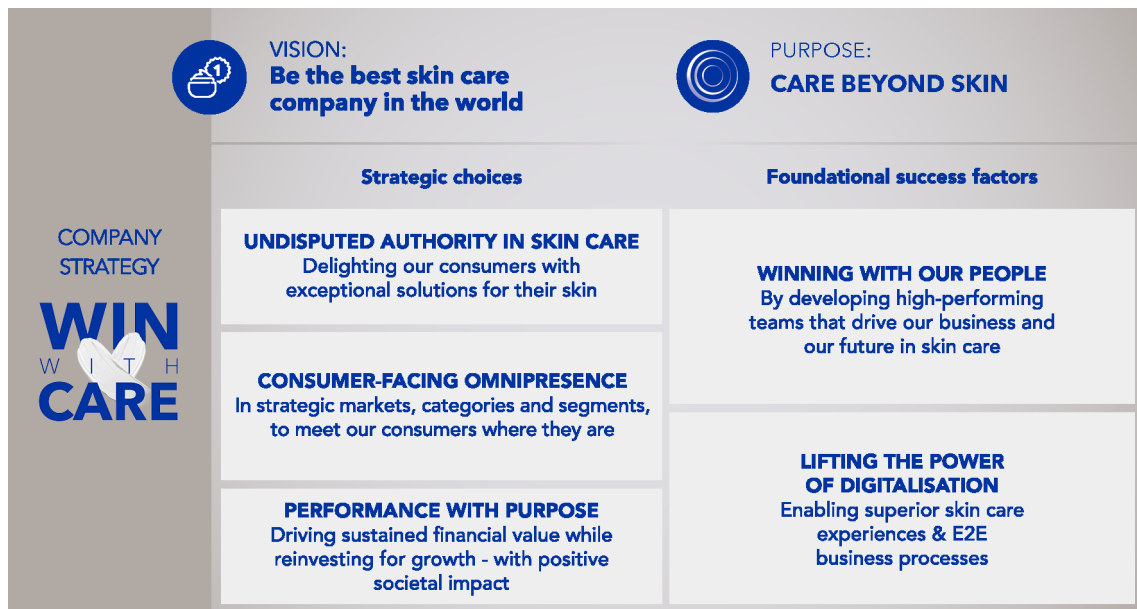 VISION:
Be the best skin care
company in the world
1
PURPOSE:
CARE BEYOND SKIN
COMPANY
STRATEGY
WIN
WITH
CARE
Strategic choices
UNDISPUTED AUTHORITY IN SKIN CARE
Delighting our consumers with
exceptional solutions for their skin
CONSUMER-FACING OMNIPRESENCE
In strategic markets, categories and segments,
to meet our consumers where they are
PERFORMANCE WITH PURPOSE
Driving sustained financial value while
reinvesting for growth - with positive
societal impact
Foundational success factors
WINNING WITH OUR PEOPLE
By developing high-performing
teams that drive our business and
our future in skin care
LIFTING THE POWER
OF DIGITALISATION
Enabling superior skin care
experiences & E2E
business processes